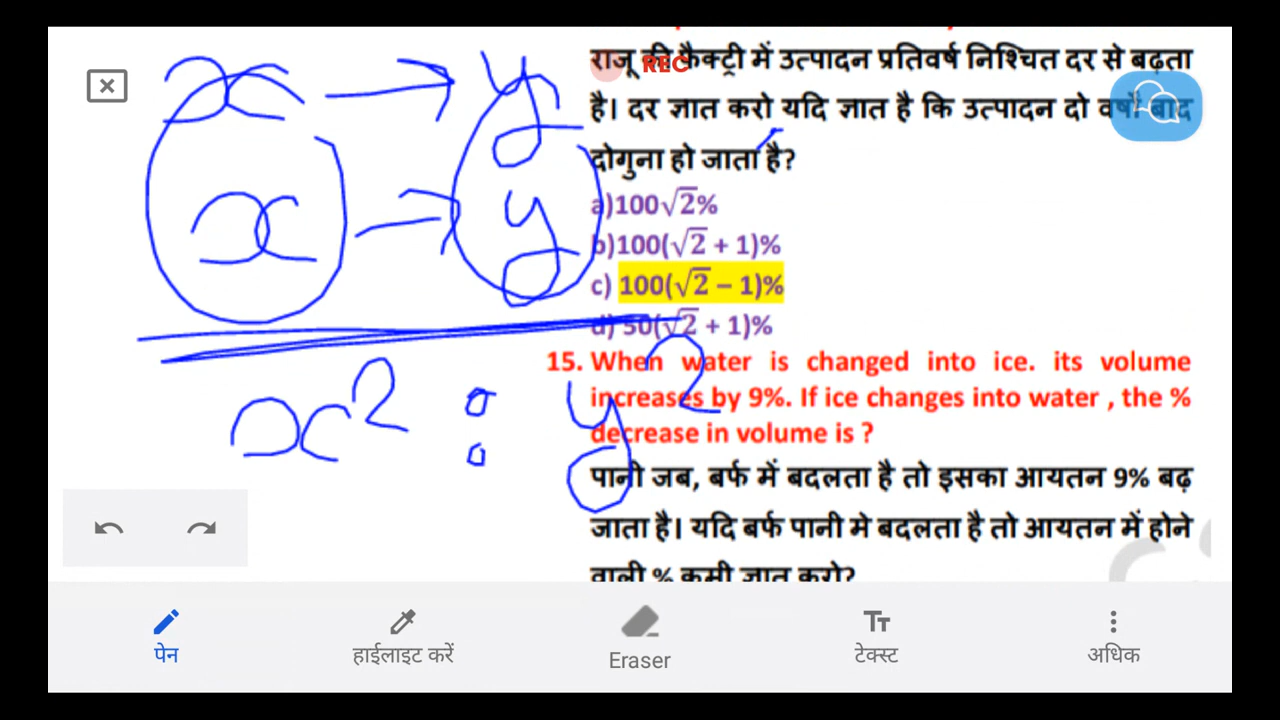 x → y
x → y
x² : y²
REC
राजू की फैक्ट्री में उत्पादन प्रतिवर्ष निश्चित दर से बढ़ता
है। दर ज्ञात करो यदि ज्ञात है कि उत्पादन दो वर्षों बाद
दोगुना हो जाता है?
a)100√2%
b)100(√2 + 1)%
c) 100(√2 – 1)%
d) 50(√2 + 1)%
15. When water is changed into ice. its volume
increases by 9%. If ice changes into water , the %
decrease in volume is ?
पानी जब, बर्फ में बदलता है तो इसका आयतन 9% बढ़
जाता है। यदि बर्फ पानी मे बदलता है तो आयतन में होने
वाली % कमी ज्ञात करो?
पेन
हाईलाइट करें
Eraser
Tт टेक्स्ट
अधिक